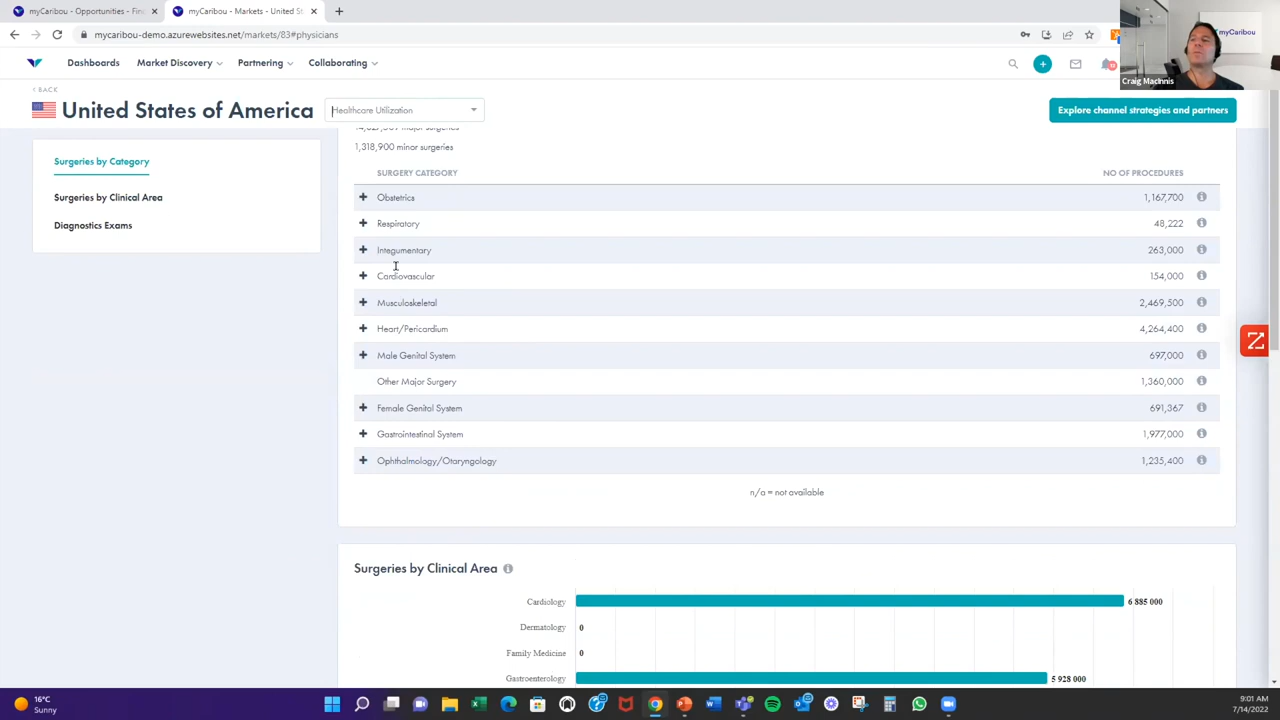 myCaribou - Opportunities - Fin
myCaribou - Markets - United St
mycaribou-demo.azurewebsites.net/markets/83#physicians
Dashboards Market Discovery Partnering Collaborating
myCaribou
Craig MacInnis
< BACK
United States of America
Healthcare Utilization
Explore channel strategies and partners
Surgeries by Category
Surgeries by Clinical Area
Diagnostics Exams
1,318,900 minor surgeries
SURGERY CATEGORY NO OF PROCEDURES
Obstetrics 1,167,700
Respiratory 48,222
Integumentary 263,000
Cardiovascular 154,000
Musculoskeletal 2,469,500
Heart/Pericardium 4,264,400
Male Genital System 697,000
Other Major Surgery 1,360,000
Female Genitol System 691,367
Gastrointestinal System 1,977,000
Ophthalmology/Otaryngology 1,235,400
n/a = not available
Surgeries by Clinical Area
Cardiology 6 885 000
Dermatology 0
Family Medicine 0
Gastroenterology 5 928 000
16°C
Sunny
9:01 AM
7/14/2022